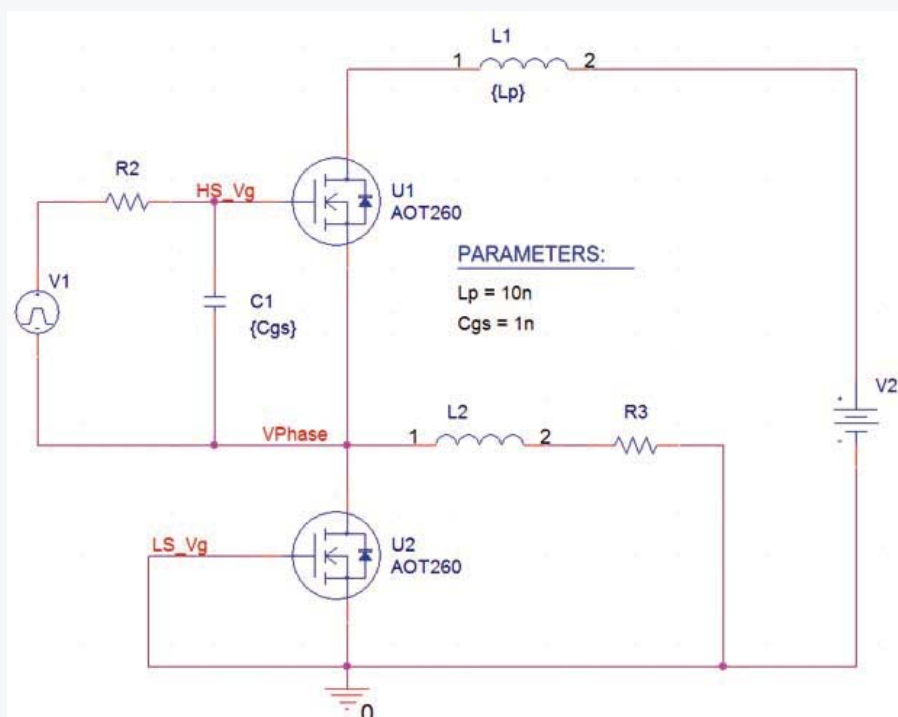 L1
1
2
{Lp}
R2
HS_Vg
U1
AOT260
PARAMETERS:
Lp = 10n
Cgs = 1n
V1
C1
{Cgs}
V2
+
-
L2
R3
VPhase
1
2
LS_Vg
U2
AOT260
0